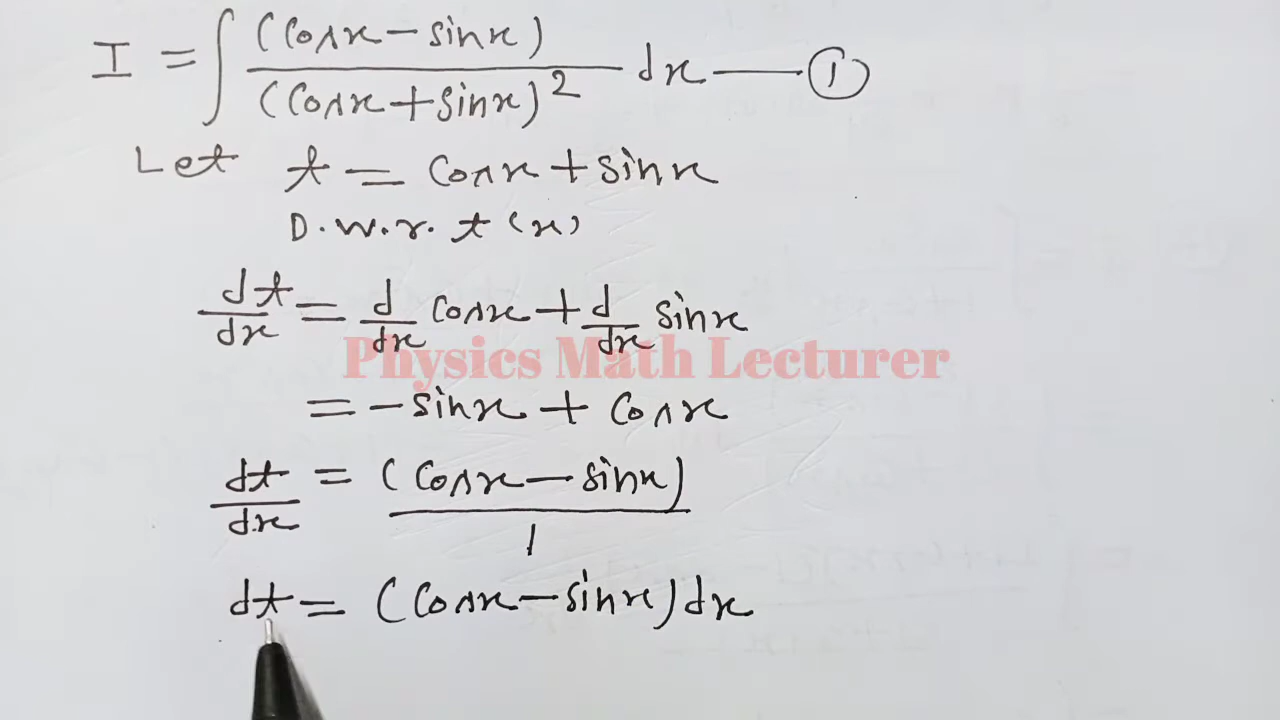 I = ∫ (cosx - sinx) / (cosx + sinx)² dx — ①
Let t = cosx + sinx
D.w.r.t (x)
dt/dx = d/dx cosx + d/dx sinx
Physics Math Lecturer
= -sinx + cosx
dt/dx = (cosx - sinx) / 1
dt = (cosx - sinx) dx